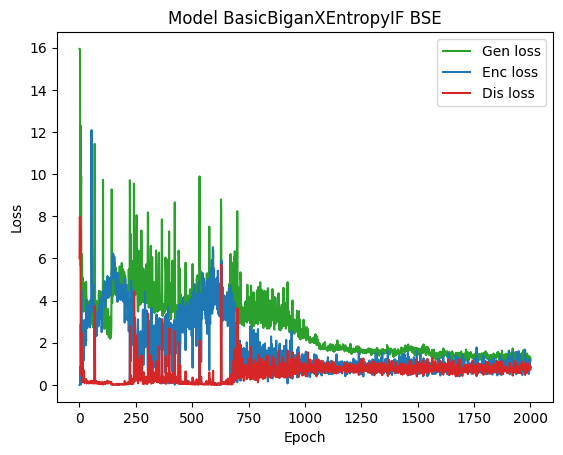 Model BasicBiganXEntropyIF BSE
Gen loss
Enc loss
Dis loss
Loss
16
14
12
10
8
6
4
2
0
0 250 500 750 1000 1250 1500 1750 2000
Epoch